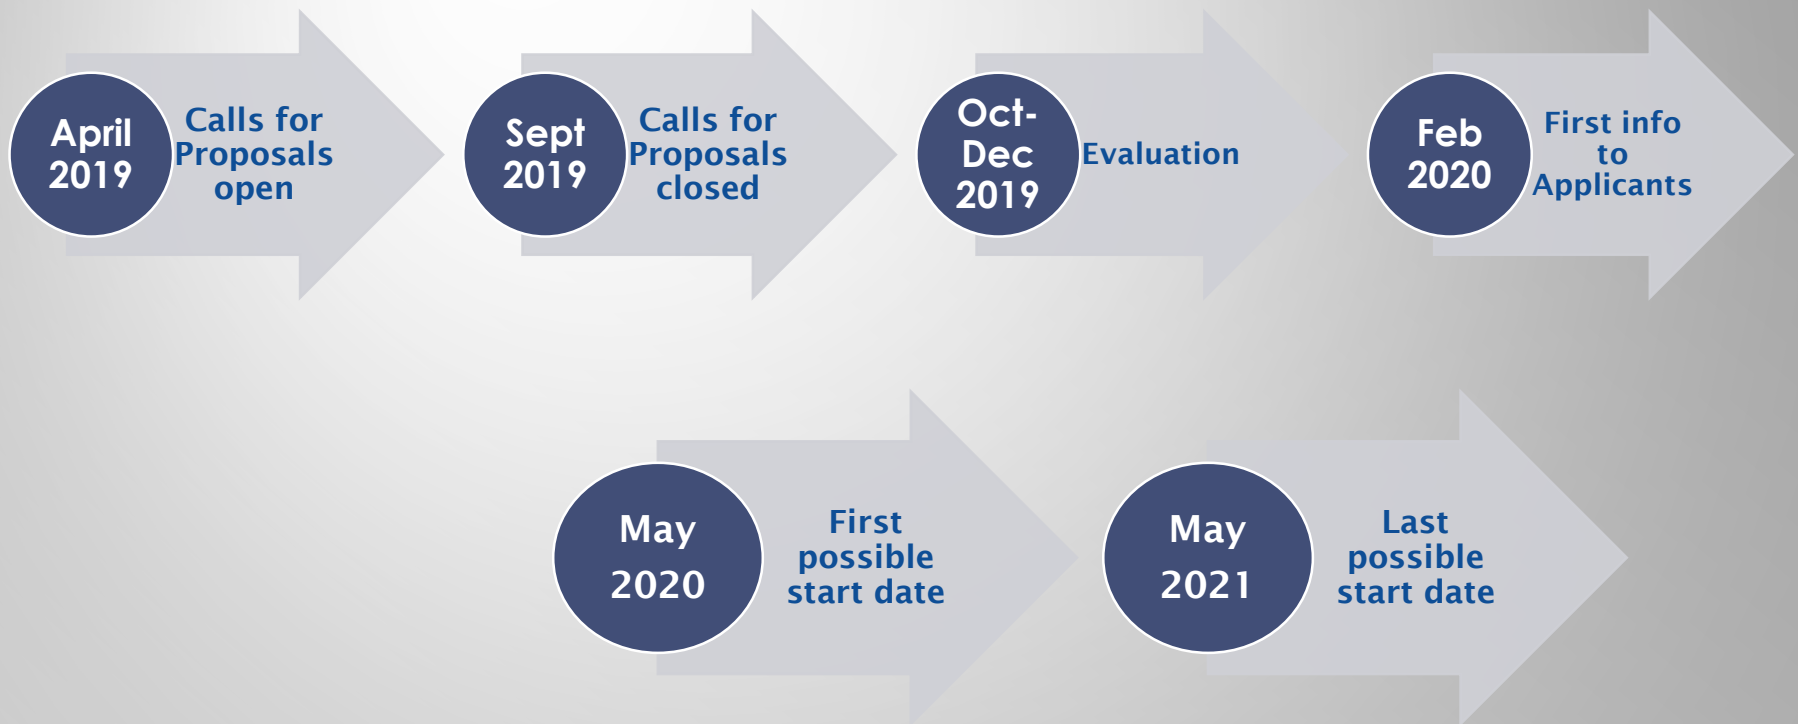 April
2019
Calls for
Proposals
open
Sept
2019
Calls for
Proposals
closed
Oct-
Dec
2019
Evaluation
Feb
2020
First info
to
Applicants
May
2020
First
possible
start date
May
2021
Last
possible
start date